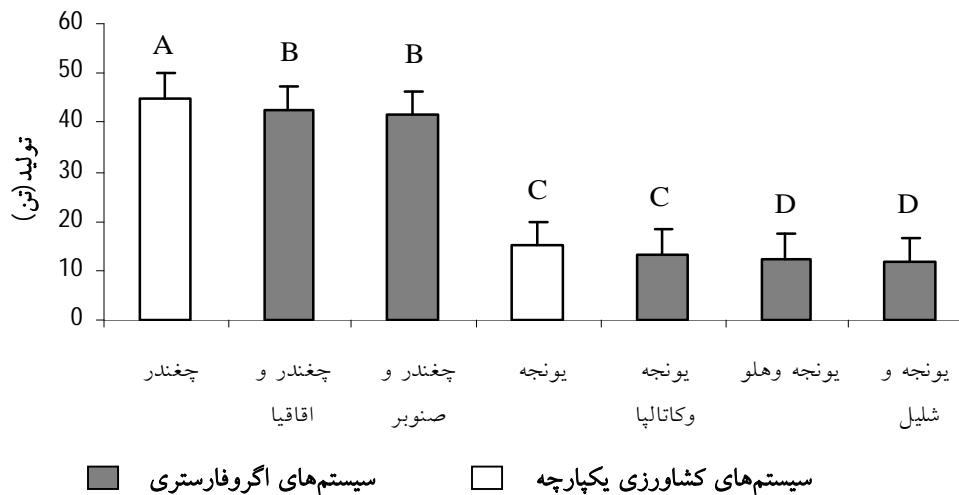 60
50
40
30
20
10
0
تولید(تن)
A
B
B
C
C
D
D
چغندر
چغندر و
اقاقیا
چغندر و
صنوبر
یونجه
یونجه
وکاتالپا
یونجه وهلو
یونجه و
شلیل
سیستم‌های کشاورزی یکپارچه
سیستم‌های اگروفارستری